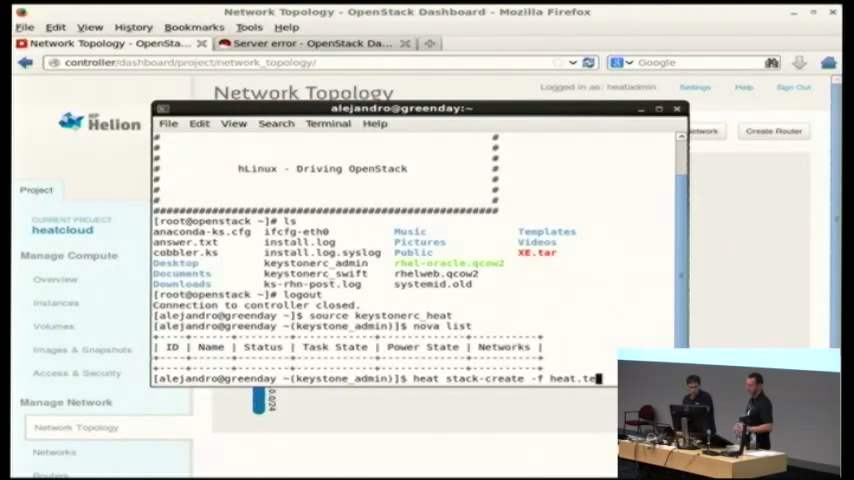 Network Topology - OpenStack Dashboard - Mozilla Firefox
File Edit View History Bookmarks Tools Help
Network Topology - OpenSta... Server error - OpenStack Da...
controller/dashboard/project/network_topology/ Google
Network Topology Logged in as: heatadmin Settings Help Sign Out
HP Helion
etwork Create Router
Project
CURRENT PROJECT
heatcloud
Manage Compute
Overview
Instances
Volumes
Images & Snapshots
Access & Security
Manage Network
Network Topology
Networks
Routers
0.0/24
alejandro@greenday:~
File Edit View Search Terminal Help
# #
# #
# #
# hLinux - Driving OpenStack #
# #
# #
# #
[root@openstack ~]# ls
anaconda-ks.cfg ifcfg-eth0 Music Templates
answer.txt install.log Pictures Videos
cobbler.ks install.log.syslog Public XE.tar
Desktop keystonerc_admin rhel-oracle.qcow2
Documents keystonerc_swift rhelweb.qcow2
Downloads ks-rhn-post.log systemid.old
[root@openstack ~]# logout
Connection to controller closed.
[alejandro@greenday ~]$ source keystonerc_heat
[alejandro@greenday ~(keystone_admin)]$ nova list
+----+------+--------+------------+-------------+----------+
| ID | Name | Status | Task State | Power State | Networks |
+----+------+--------+------------+-------------+----------+
+----+------+--------+------------+-------------+----------+
[alejandro@greenday ~(keystone_admin)]$ heat stack-create -f heat.te